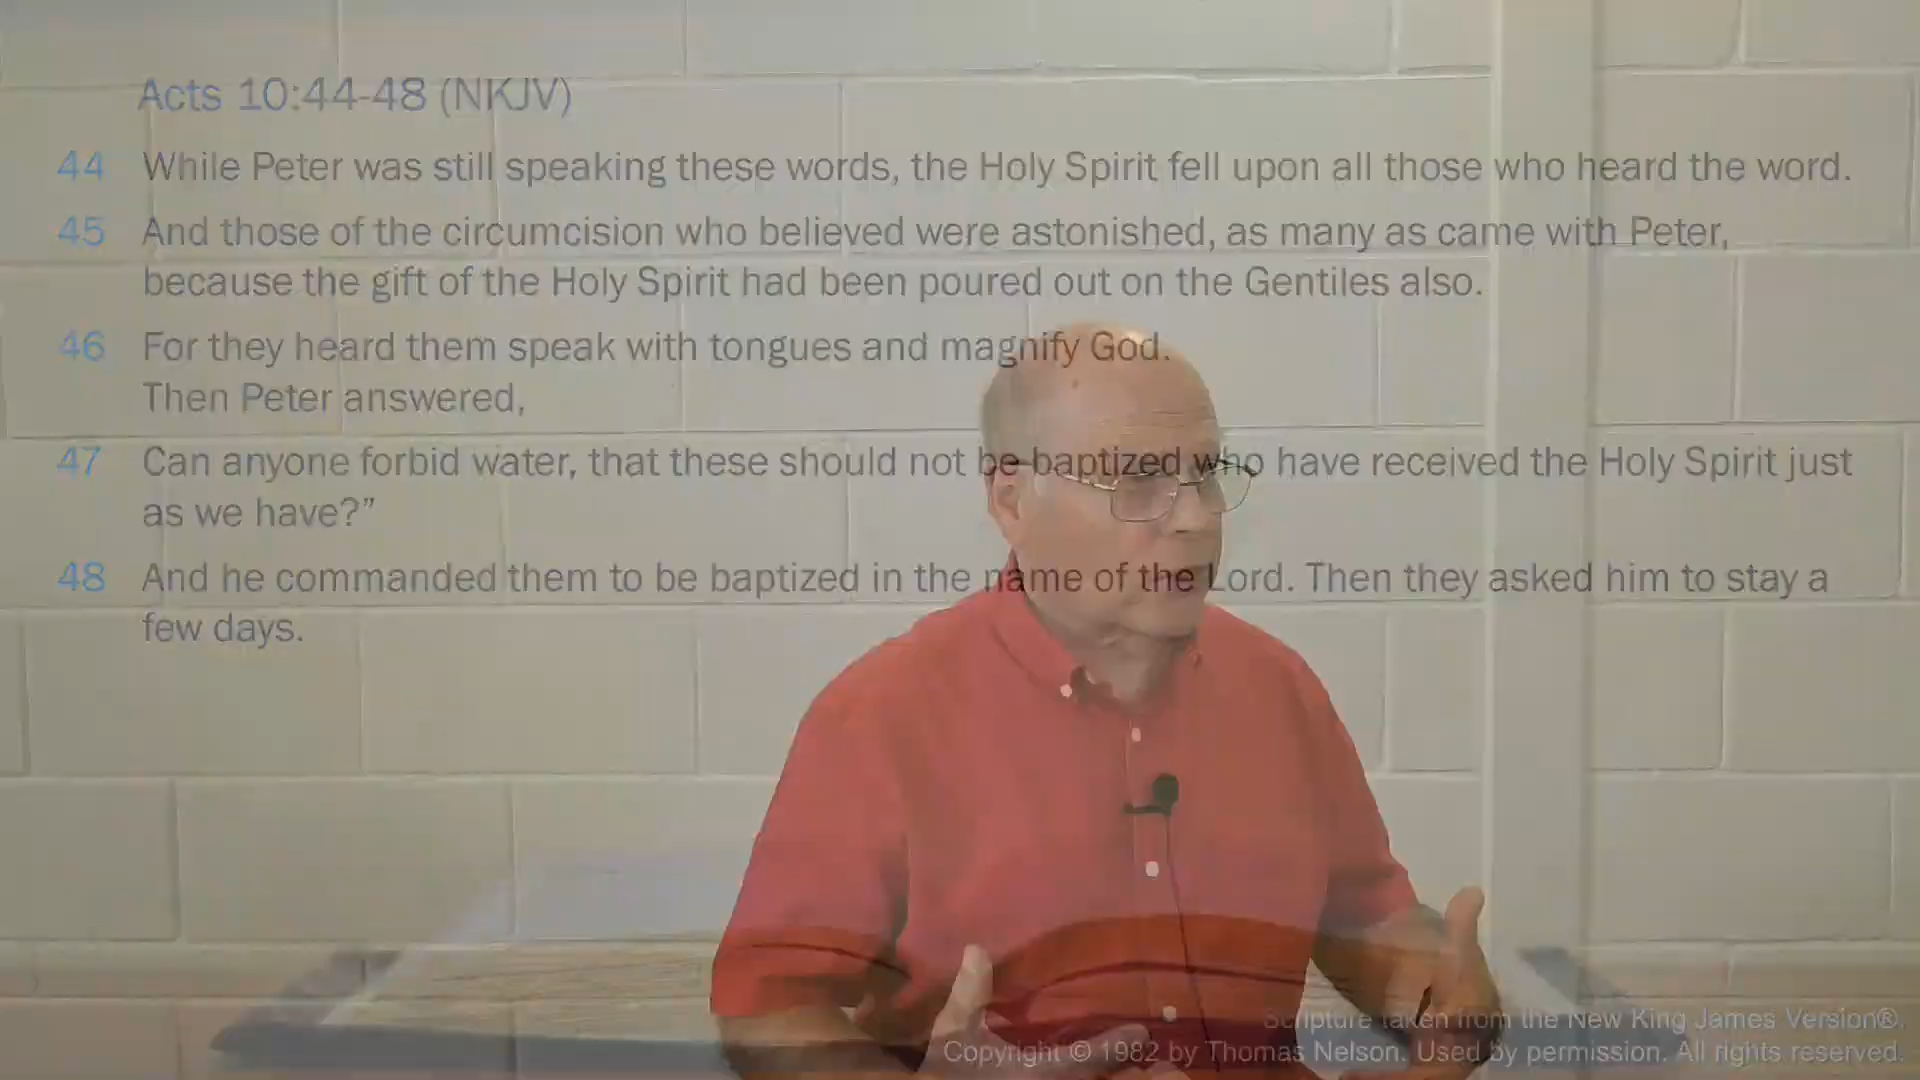 Acts 10:44-48 (NKJV)
44 While Peter was still speaking these words, the Holy Spirit fell upon all those who heard the word.
45 And those of the circumcision who believed were astonished, as many as came with Peter,
because the gift of the Holy Spirit had been poured out on the Gentiles also.
46 For they heard them speak with tongues and magnify God.
Then Peter answered,
47 Can anyone forbid water, that these should not be baptized who have received the Holy Spirit just
as we have?”
48 And he commanded them to be baptized in the name of the Lord. Then they asked him to stay a
few days.
Scripture taken from the New King James Version®.
Copyright © 1982 by Thomas Nelson. Used by permission. All rights reserved.